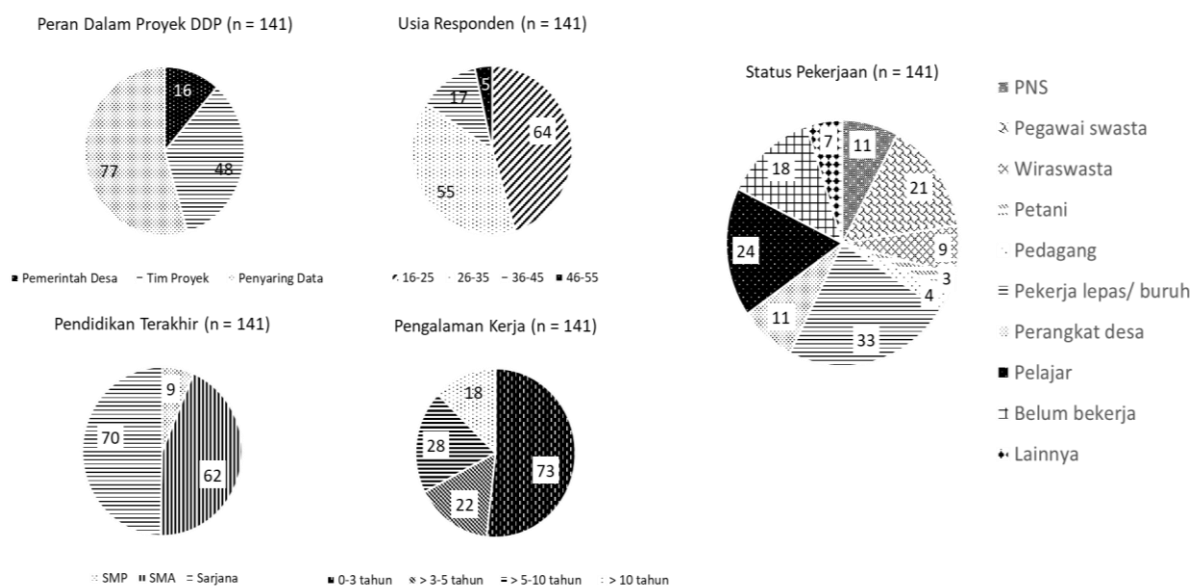 Peran Dalam Proyek DDP (n = 141)
16
48
77
Pemerintah Desa Tim Proyek Penyaring Data
Usia Responden (n = 141)
5
17
64
55
16-25 26-35 36-45 46-55
Pendidikan Terakhir (n = 141)
9
70
62
SMP SMA Sarjana
Pengalaman Kerja (n = 141)
18
28
73
22
0-3 tahun > 3-5 tahun > 5-10 tahun > 10 tahun
Status Pekerjaan (n = 141)
7
11
18
21
24
9
3
4
11
33
PNS
Pegawai swasta
Wiraswasta
Petani
Pedagang
Pekerja lepas/ buruh
Perangkat desa
Pelajar
Belum bekerja
Lainnya